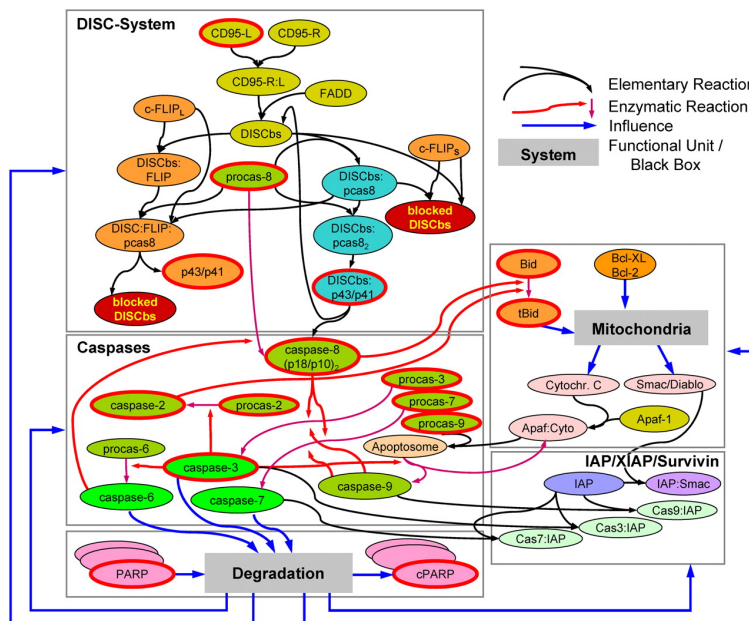 DISC-System
CD95-L
CD95-R
CD95-R:L
FADD
c-FLIPL
DISCbs
c-FLIPS
DISCbs:
FLIP
procas-8
DISCbs:
pcas8
blocked
DISCbs
DISC:FLIP:
pcas8
DISCbs:
pcas82
p43/p41
DISCbs:
p43/p41
blocked
DISCbs
Elementary Reaction
Enzymatic Reaction
Influence
System
Functional Unit /
Black Box
Bid
Bcl-XL
Bcl-2
tBid
Mitochondria
Cytochr. C
Smac/Diablo
Apaf:Cyto
Apaf-1
Caspases
caspase-8
(p18/p10)2
procas-3
caspase-2
procas-2
procas-7
procas-9
procas-6
Apoptosome
caspase-3
caspase-6
caspase-7
caspase-9
IAP/XIAP/Survivin
IAP
IAP:Smac
Cas9:IAP
Cas3:IAP
Cas7:IAP
PARP
Degradation
cPARP